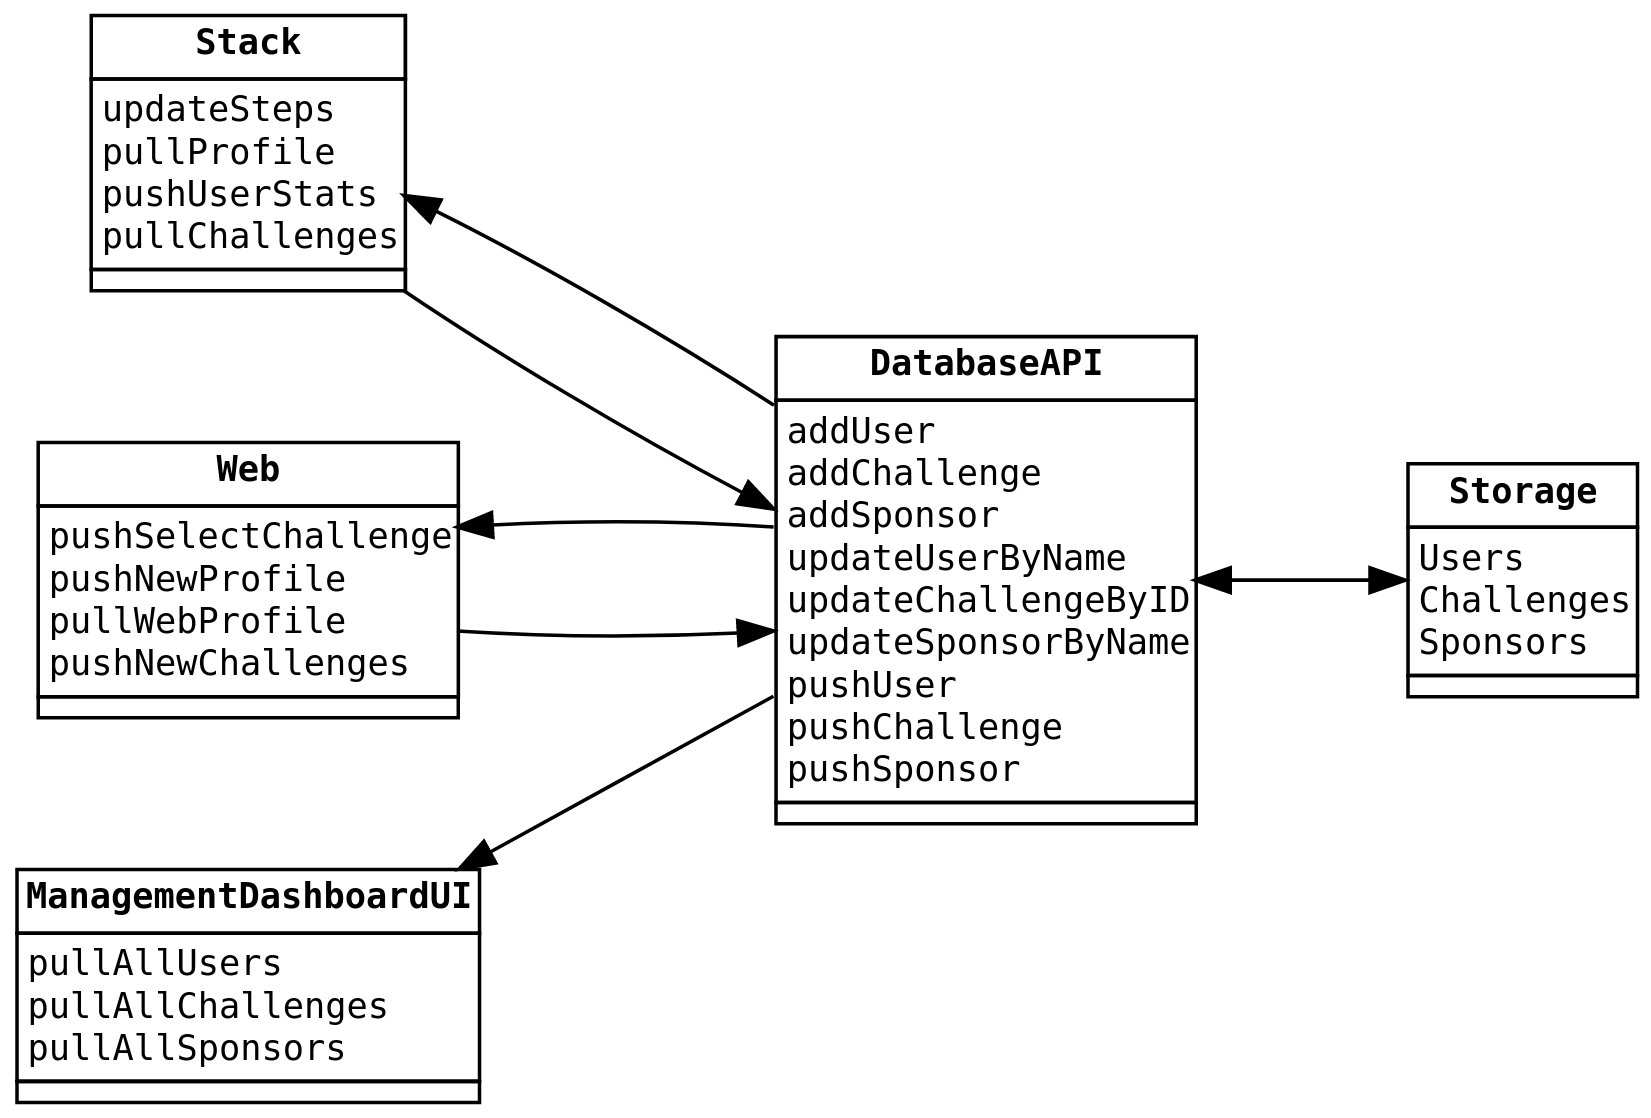 Stack
updateSteps
pullProfile
pushUserStats
pullChallenges
Web
pushSelectChallenge
pushNewProfile
pullWebProfile
pushNewChallenges
ManagementDashboardUI
pullAllUsers
pullAllChallenges
pullAllSponsors
DatabaseAPI
addUser
addChallenge
addSponsor
updateUserByName
updateChallengeByID
updateSponsorByName
pushUser
pushChallenge
pushSponsor
Storage
Users
Challenges
Sponsors